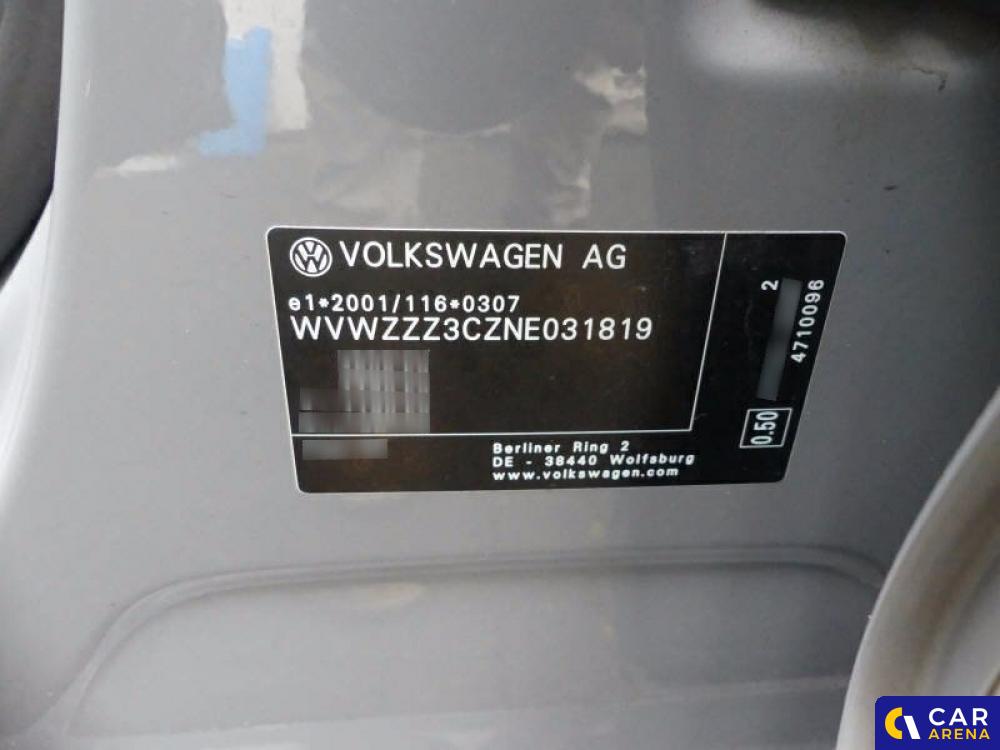 VOLKSWAGEN AG
e1*2001/116*0307
WVWZZZ3CZNE031819
Berliner Ring 2
DE - 38440 Wolfsburg
www.volkswagen.com
2
4710096
0.50
CAR
ARENA